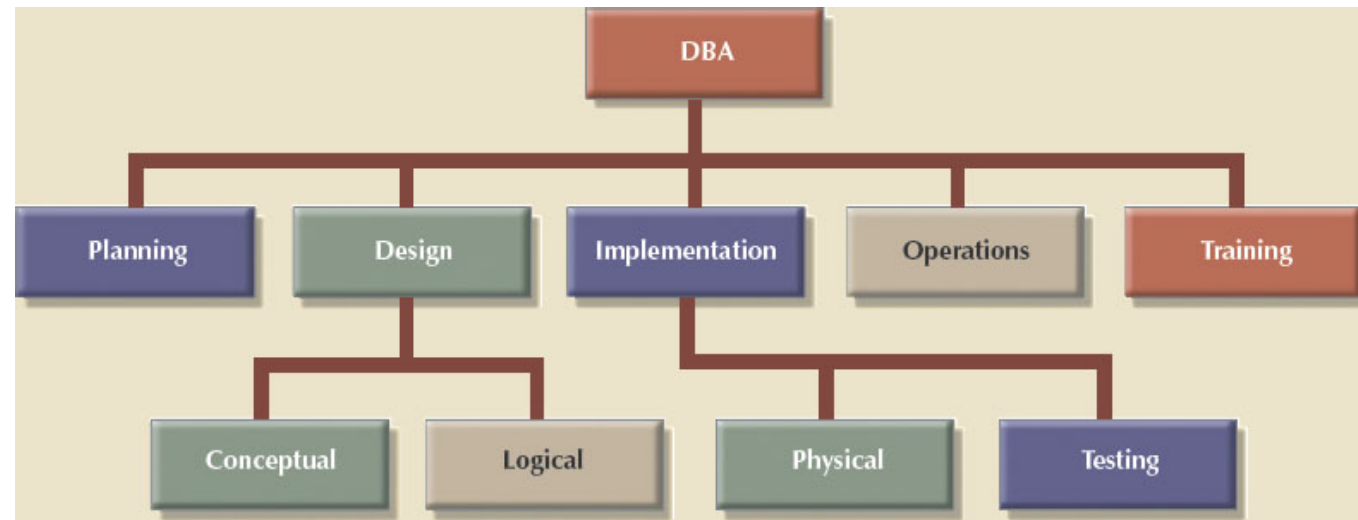 DBA
Planning
Design
Implementation
Operations
Training
Conceptual
Logical
Physical
Testing